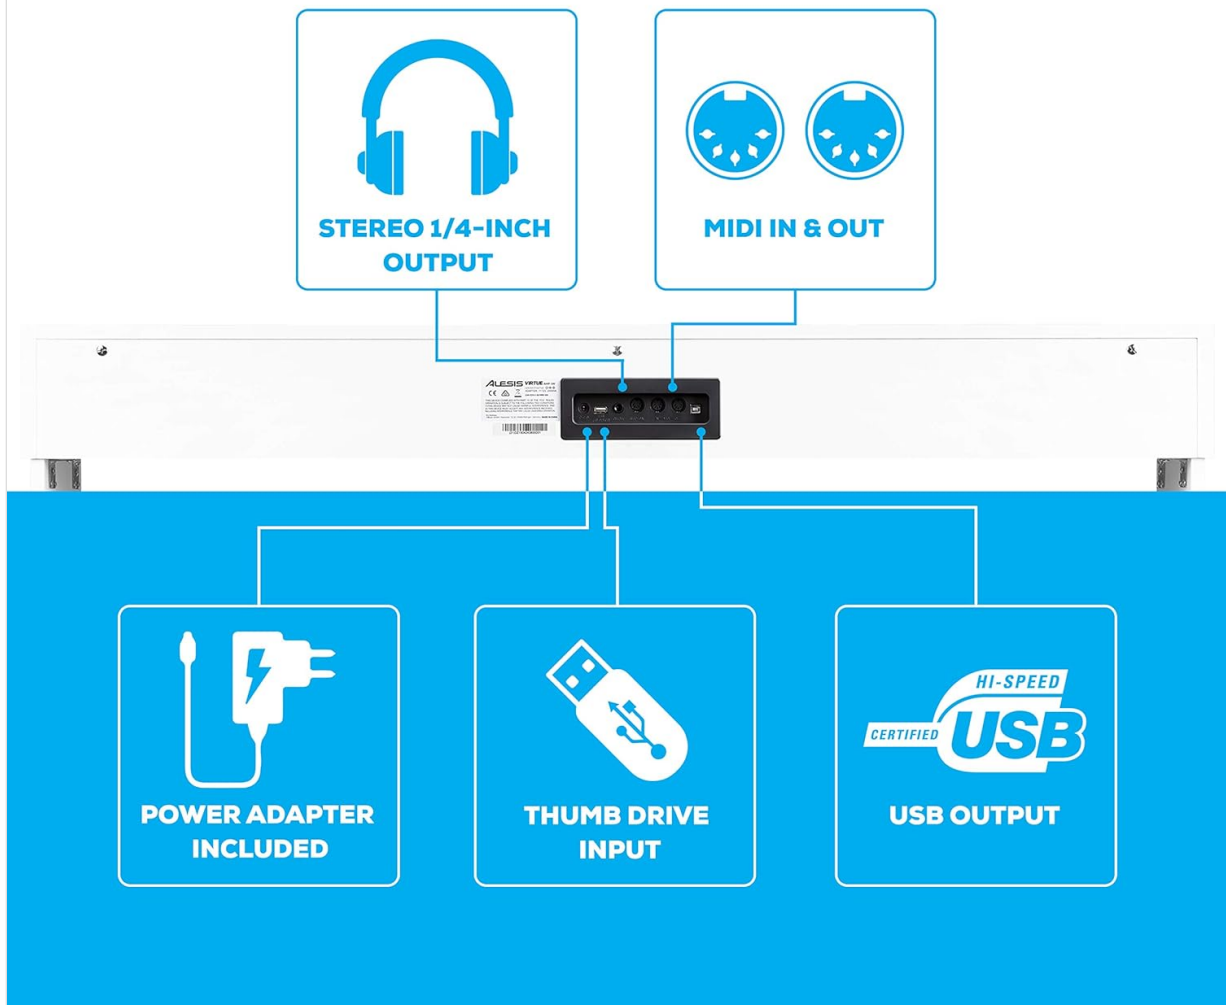 STEREO 1/4-INCH
OUTPUT
MIDI IN & OUT
ALESIS VIRTUE
POWER ADAPTER
INCLUDED
THUMB DRIVE
INPUT
HI-SPEED
CERTIFIED
USB
USB OUTPUT